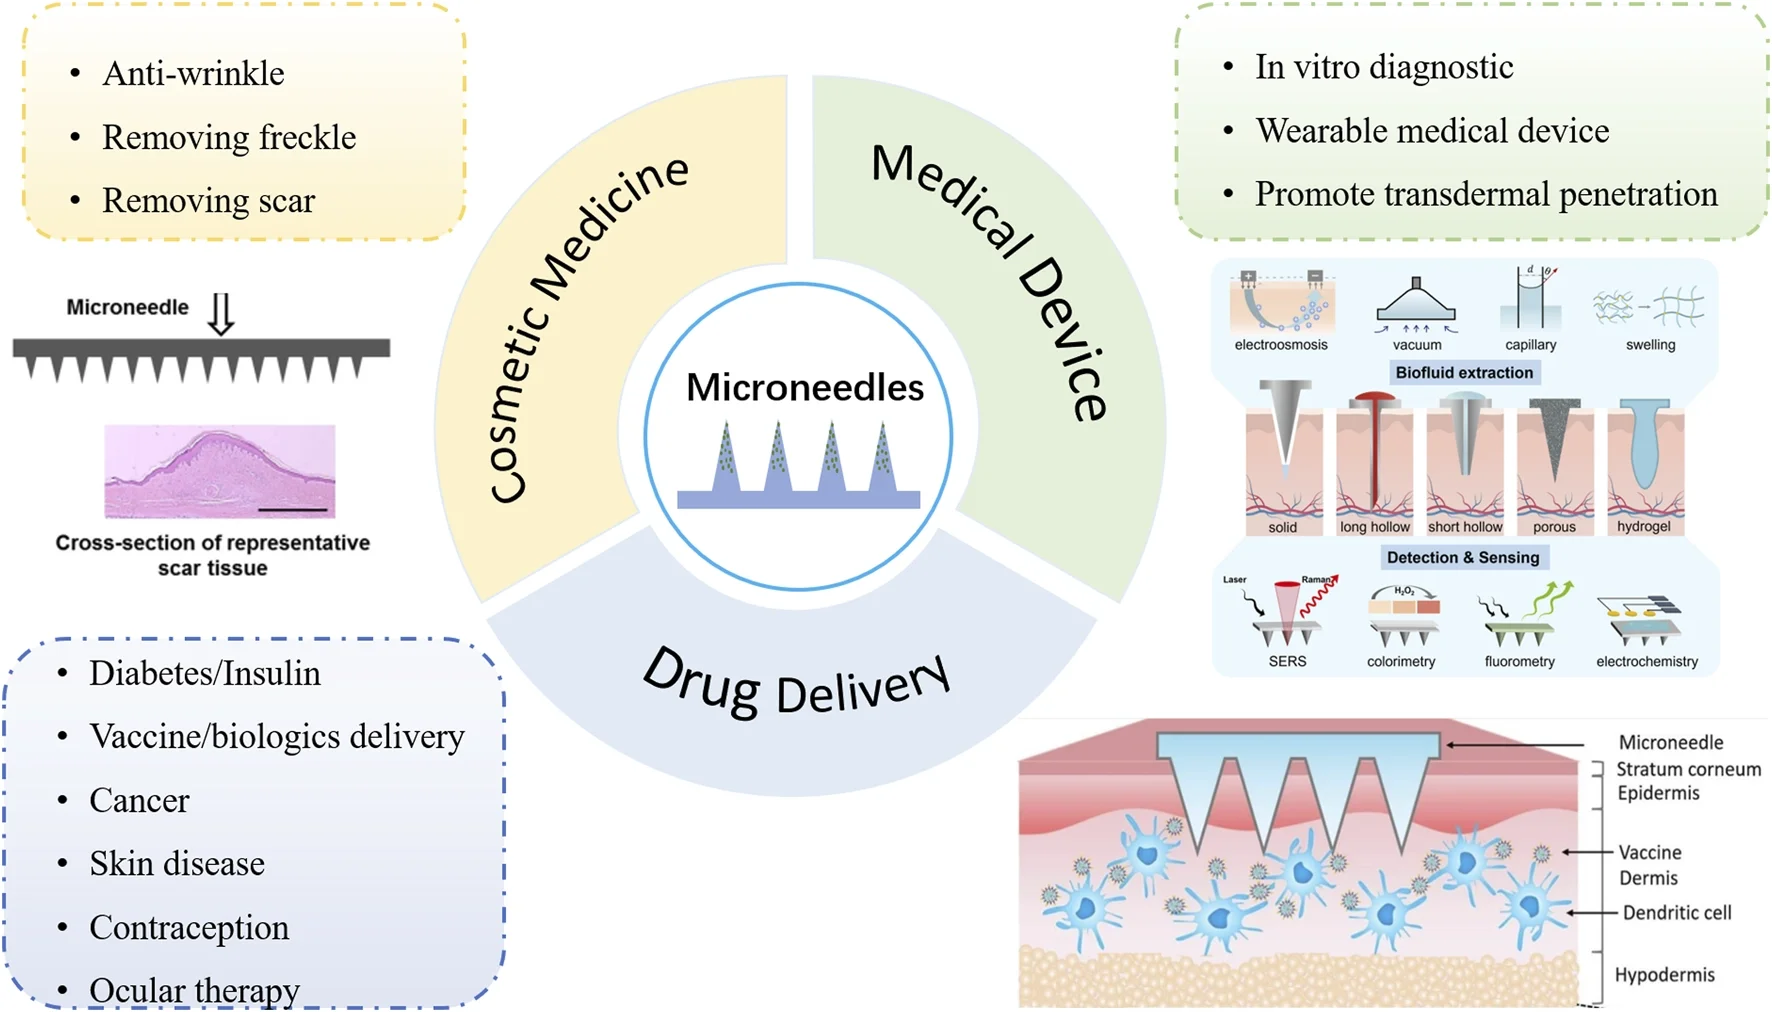 • Anti-wrinkle
• Removing freckle
• Removing scar
Microneedle
Cross-section of representative
scar tissue
Cosmetic Medicine
Medical Device
Drug Delivery
Microneedles
• In vitro diagnostic
• Wearable medical device
• Promote transdermal penetration
+
−
d
θ
electroosmosis
vacuum
capillary
swelling
Biofluid extraction
solid
long hollow
short hollow
porous
hydrogel
Detection & Sensing
Laser
Raman
H₂O₂
SERS
colorimetry
fluorometry
electrochemistry
• Diabetes/Insulin
• Vaccine/biologics delivery
• Cancer
• Skin disease
• Contraception
• Ocular therapy
Microneedle
Stratum corneum
Epidermis
Vaccine
Dermis
Dendritic cell
Hypodermis